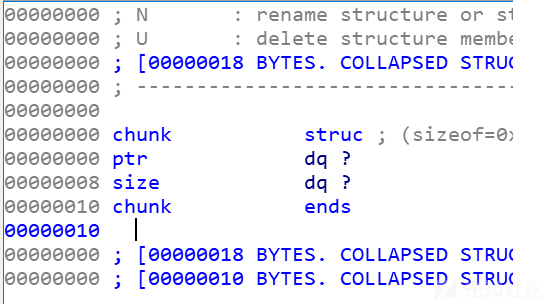 00000000 ; N : rename structure or st
00000000 ; U : delete structure memb
00000000 ; [00000018 BYTES. COLLAPSED STRUC
00000000 ; ----------------------------------
00000000
00000000 chunk struc ; (sizeof=0x
00000000 ptr dq ?
00000008 size dq ?
00000010 chunk ends
00000010
00000000 ; [00000018 BYTES. COLLAPSED STRUC
00000000 ; [00000010 BYTES. COLLAPSED STRUC